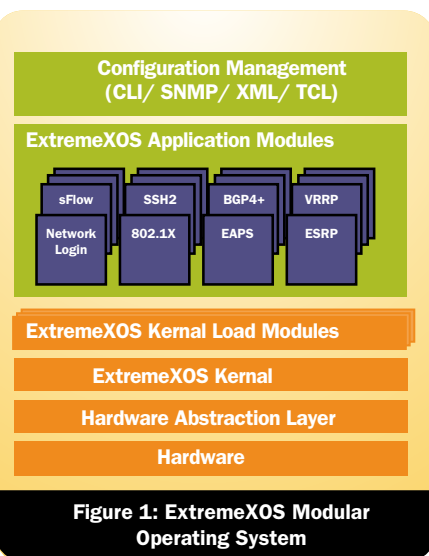 Configuration Management
(CLI/ SNMP/ XML/ TCL)
ExtremeXOS Application Modules
sFlow
SSH2
BGP4+
VRRP
Network
Login
802.1X
EAPS
ESRP
ExtremeXOS Kernal Load Modules
ExtremeXOS Kernal
Hardware Abstraction Layer
Hardware
Figure 1: ExtremeXOS Modular
Operating System